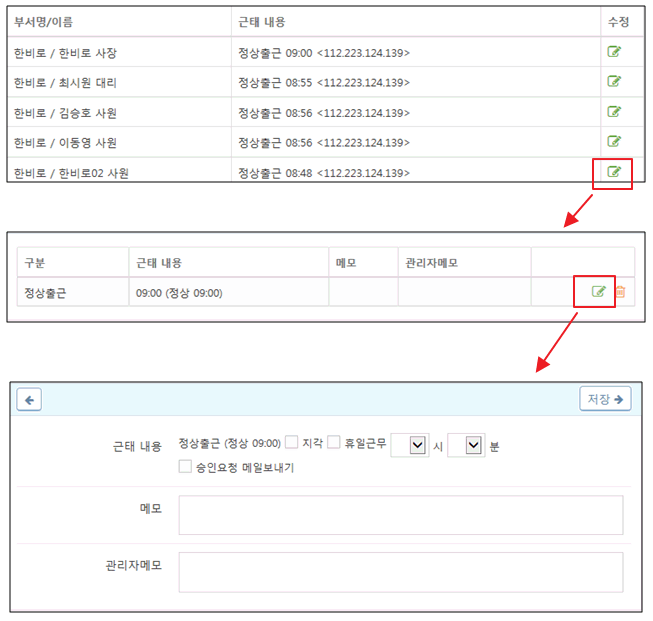 부서명/이름 근태 내용 수정
한비로 / 한비로 사장 정상출근 09:00 <112.223.124.139>
한비로 / 최시원 대리 정상출근 08:55 <112.223.124.139>
한비로 / 김승호 사원 정상출근 08:56 <112.223.124.139>
한비로 / 이동영 사원 정상출근 08:56 <112.223.124.139>
한비로 / 한비로02 사원 정상출근 08:48 <112.223.124.139>
구분 근태 내용 메모 관리자메모
정상출근 09:00 (정상 09:00)
저장
근태 내용 정상출근 (정상 09:00) 지각 휴일근무 시 분
승인요청 메일보내기
메모
관리자메모